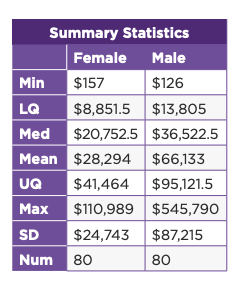 Summary Statistics
Female Male
Min $157 $126
LQ $8,851.5 $13,805
Med $20,752.5 $36,522.5
Mean $28,294 $66,133
UQ $41,464 $95,121.5
Max $110,989 $545,790
SD $24,743 $87,215
Num 80 80